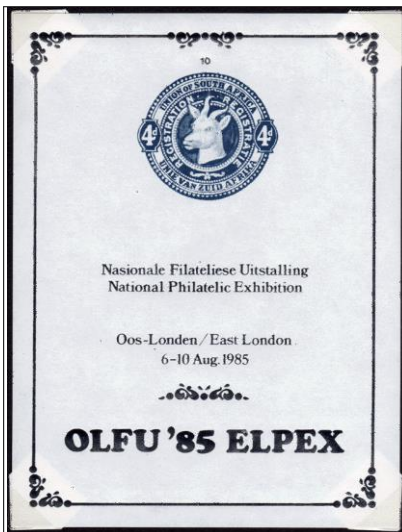 10
UNION OF SOUTH AFRICA
REGISTRATION REGISTRATIE
4d 4d
UNIE VAN ZUID AFRIKA
Nasionale Filateliese Uitstalling
National Philatelic Exhibition
Oos-Londen/East London
6-10 Aug. 1985
OLFU '85 ELPEX